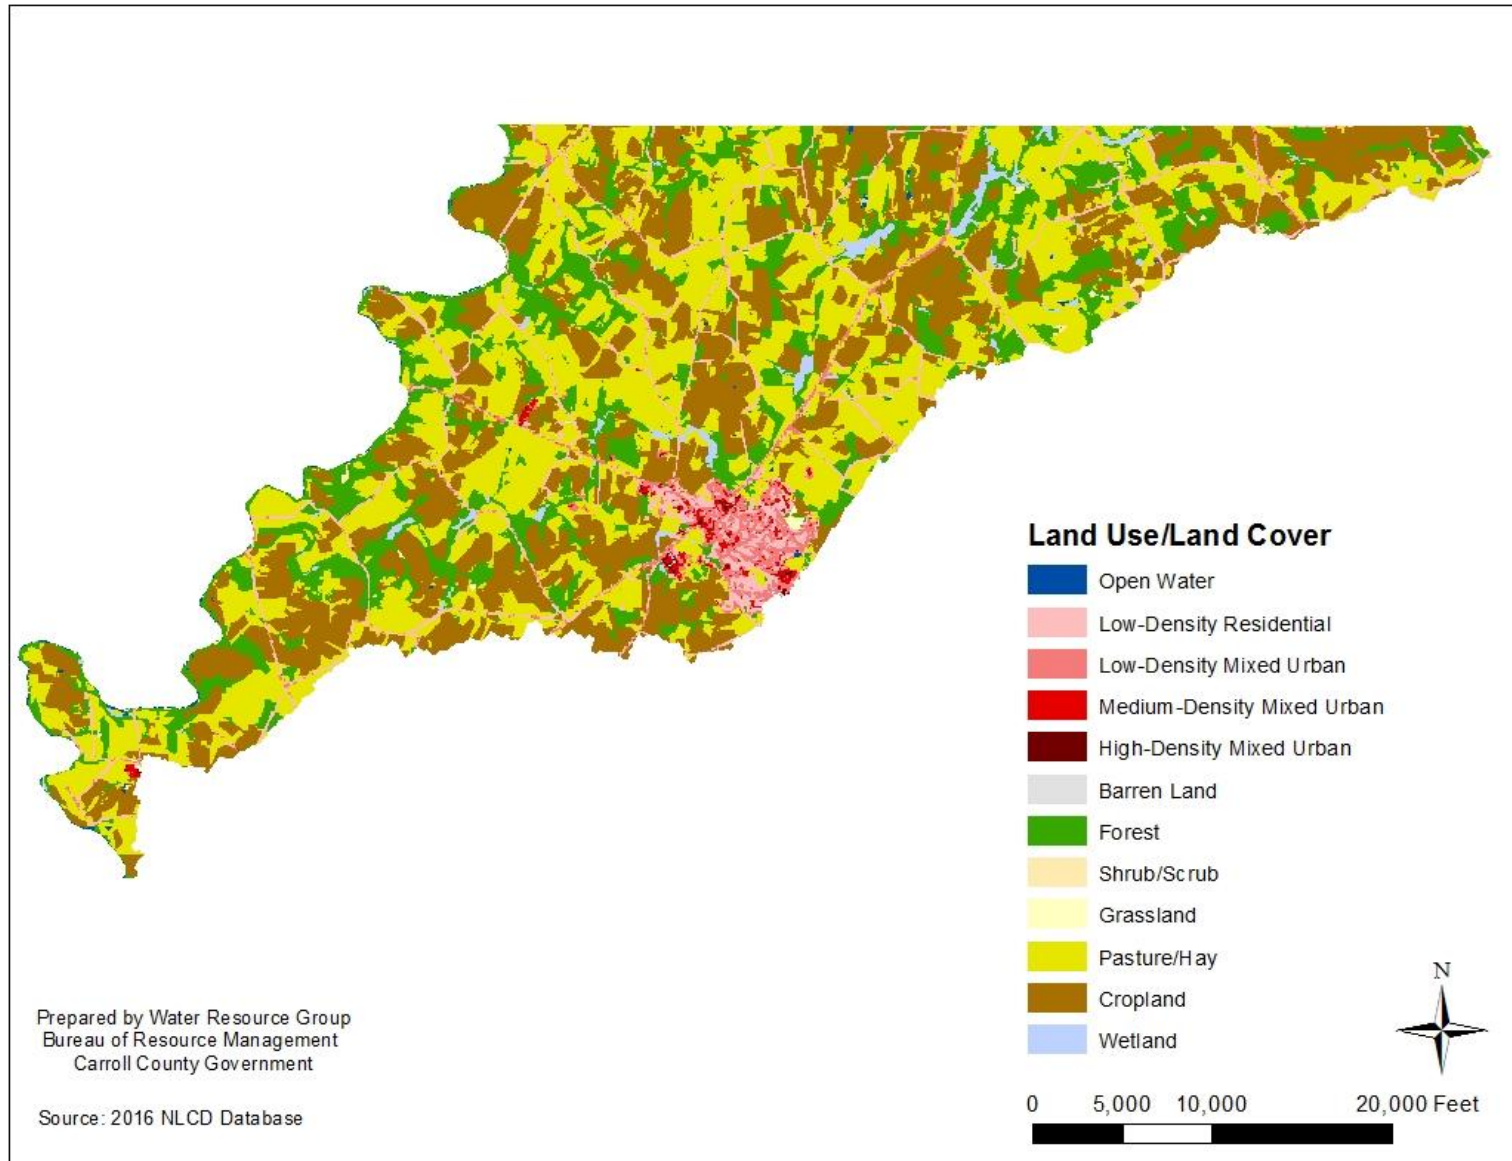 Land Use/Land Cover
Open Water
Low-Density Residential
Low-Density Mixed Urban
Medium-Density Mixed Urban
High-Density Mixed Urban
Barren Land
Forest
Shrub/Scrub
Grassland
Pasture/Hay
Cropland
Wetland
N
0 5,000 10,000 20,000 Feet
Prepared by Water Resource Group
Bureau of Resource Management
Carroll County Government
Source: 2016 NLCD Database